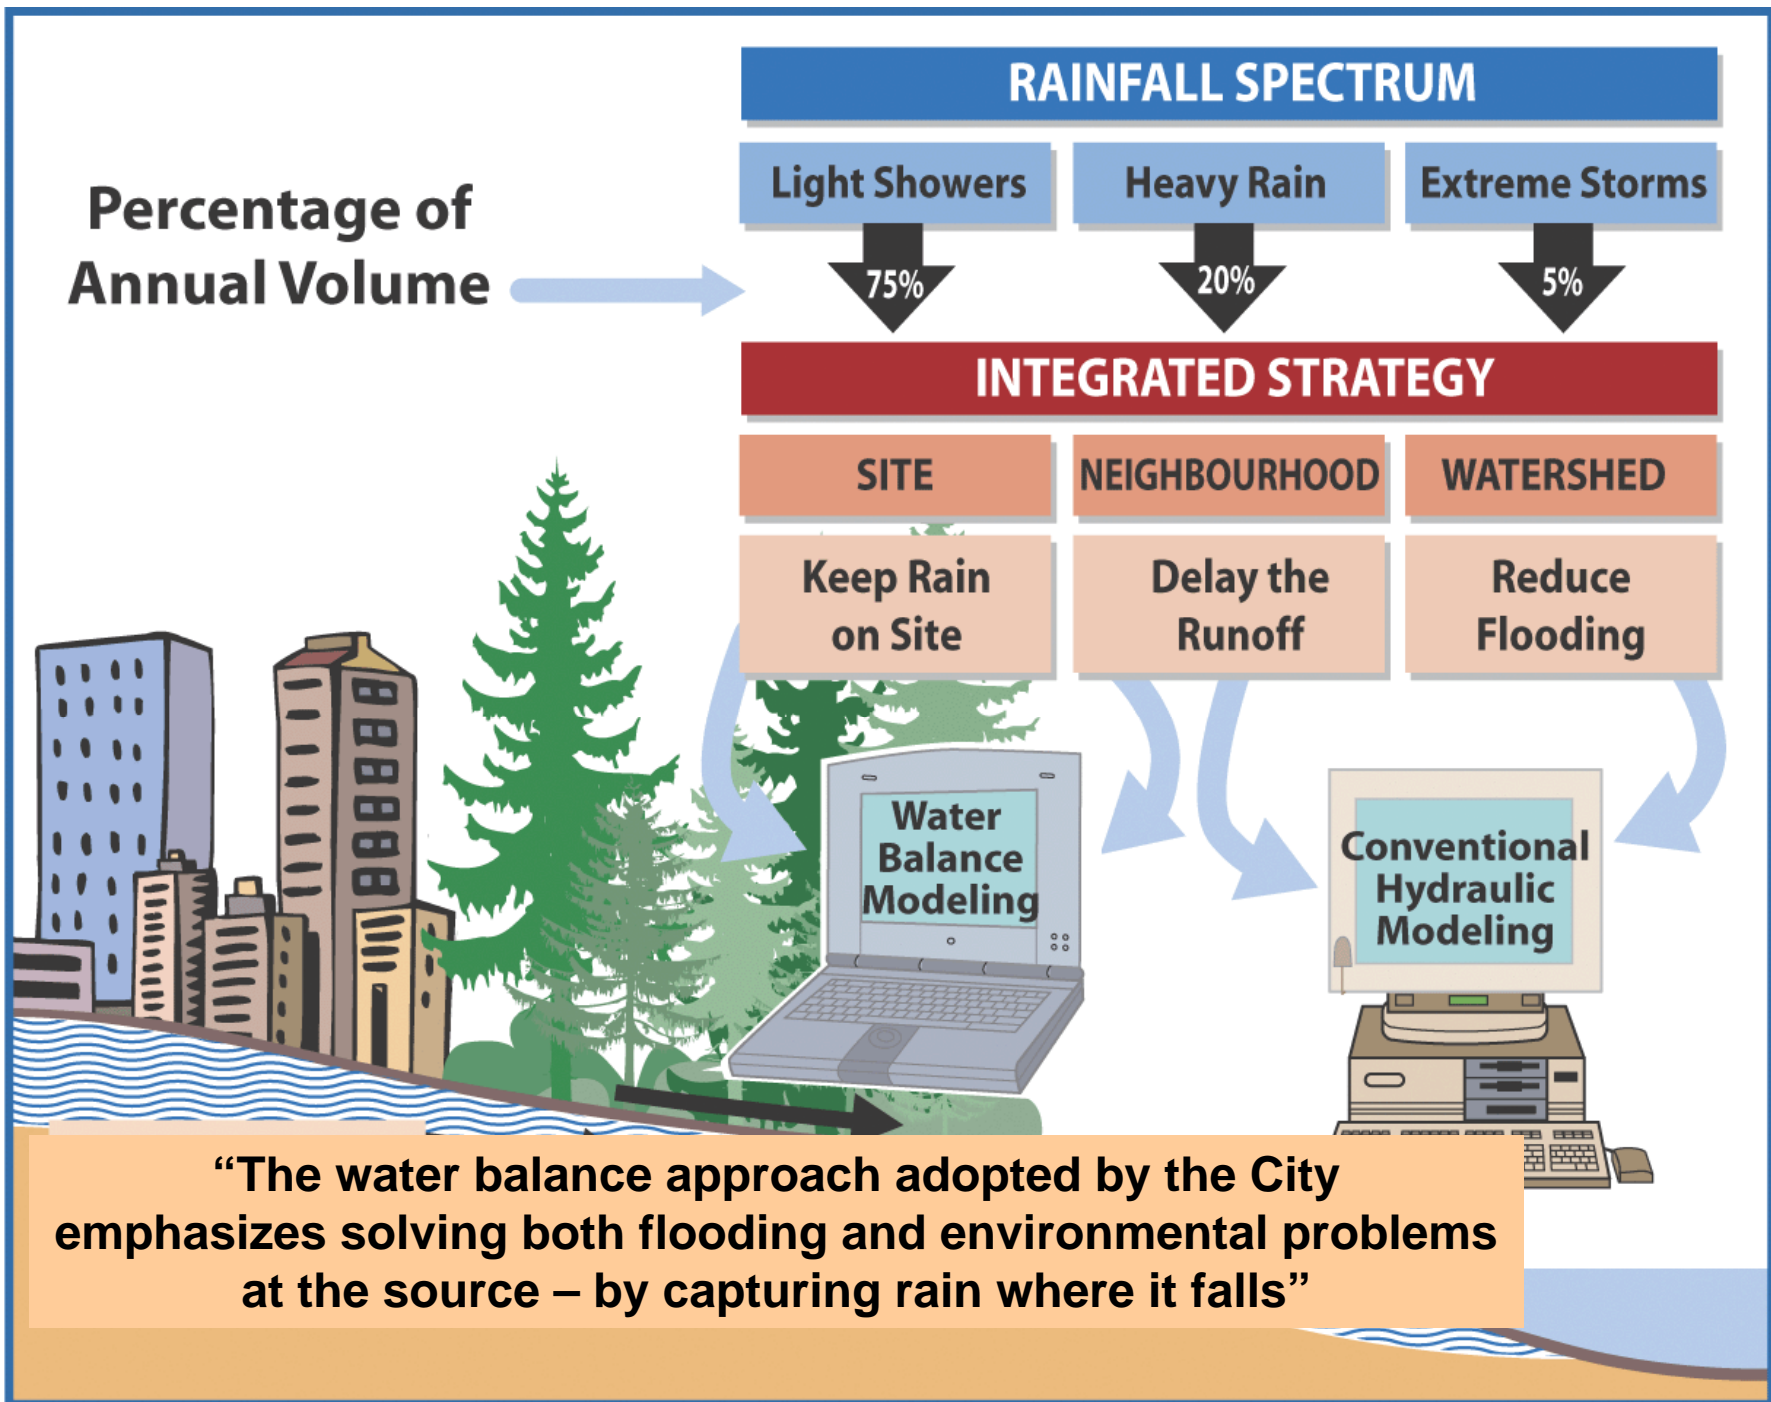 RAINFALL SPECTRUM
Light Showers
Heavy Rain
Extreme Storms
Percentage of
Annual Volume
75%
20%
5%
INTEGRATED STRATEGY
SITE
NEIGHBOURHOOD
WATERSHED
Keep Rain
on Site
Delay the
Runoff
Reduce
Flooding
Water
Balance
Modeling
Conventional
Hydraulic
Modeling
“The water balance approach adopted by the City
emphasizes solving both flooding and environmental problems
at the source – by capturing rain where it falls”